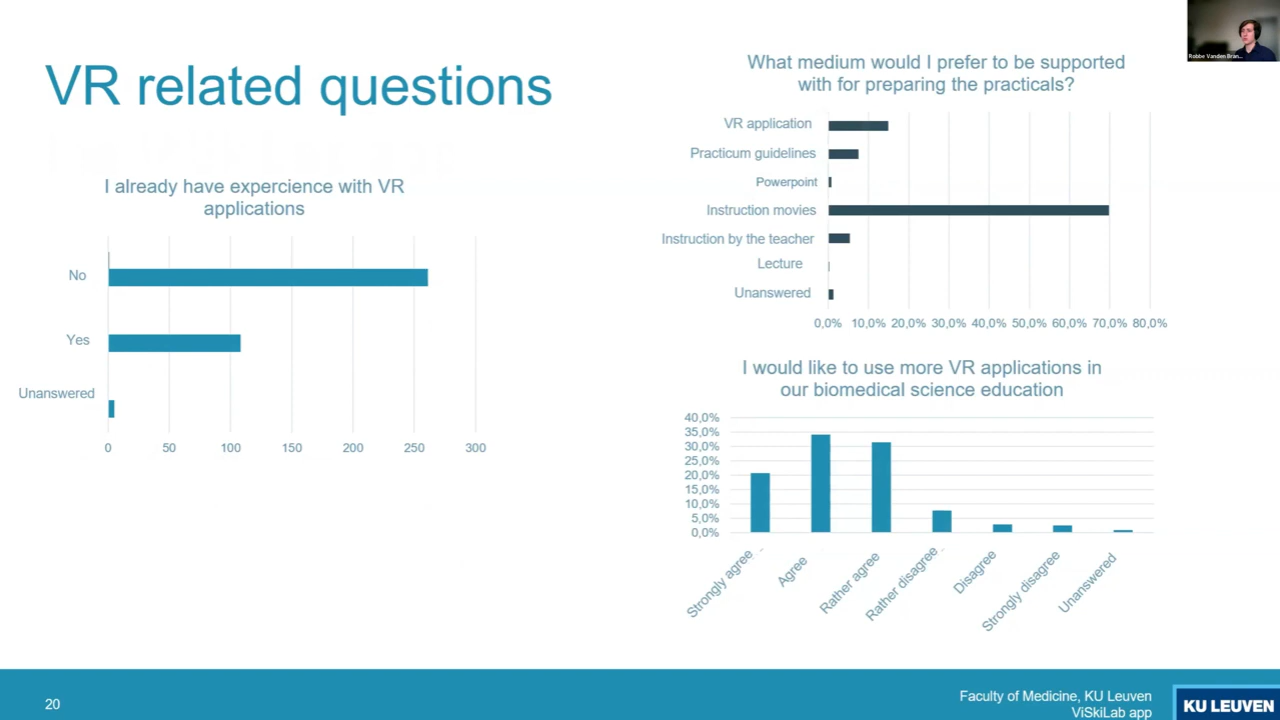 VR related questions
I already have expercience with VR
applications
No
Yes
Unanswered
0 50 100 150 200 250 300
Robbe Vanden Bran...
What medium would I prefer to be supported
with for preparing the practicals?
VR application
Practicum guidelines
Powerpoint
Instruction movies
Instruction by the teacher
Lecture
Unanswered
0,0% 10,0% 20,0% 30,0% 40,0% 50,0% 60,0% 70,0% 80,0%
I would like to use more VR applications in
our biomedical science education
40,0%
35,0%
30,0%
25,0%
20,0%
15,0%
10,0%
5,0%
0,0%
Strongly agree
Agree
Rather agree
Rather disagree
Disagree
Strongly disagree
Unanswered
20
Faculty of Medicine, KU Leuven
ViSkiLab app
KU LEUVEN